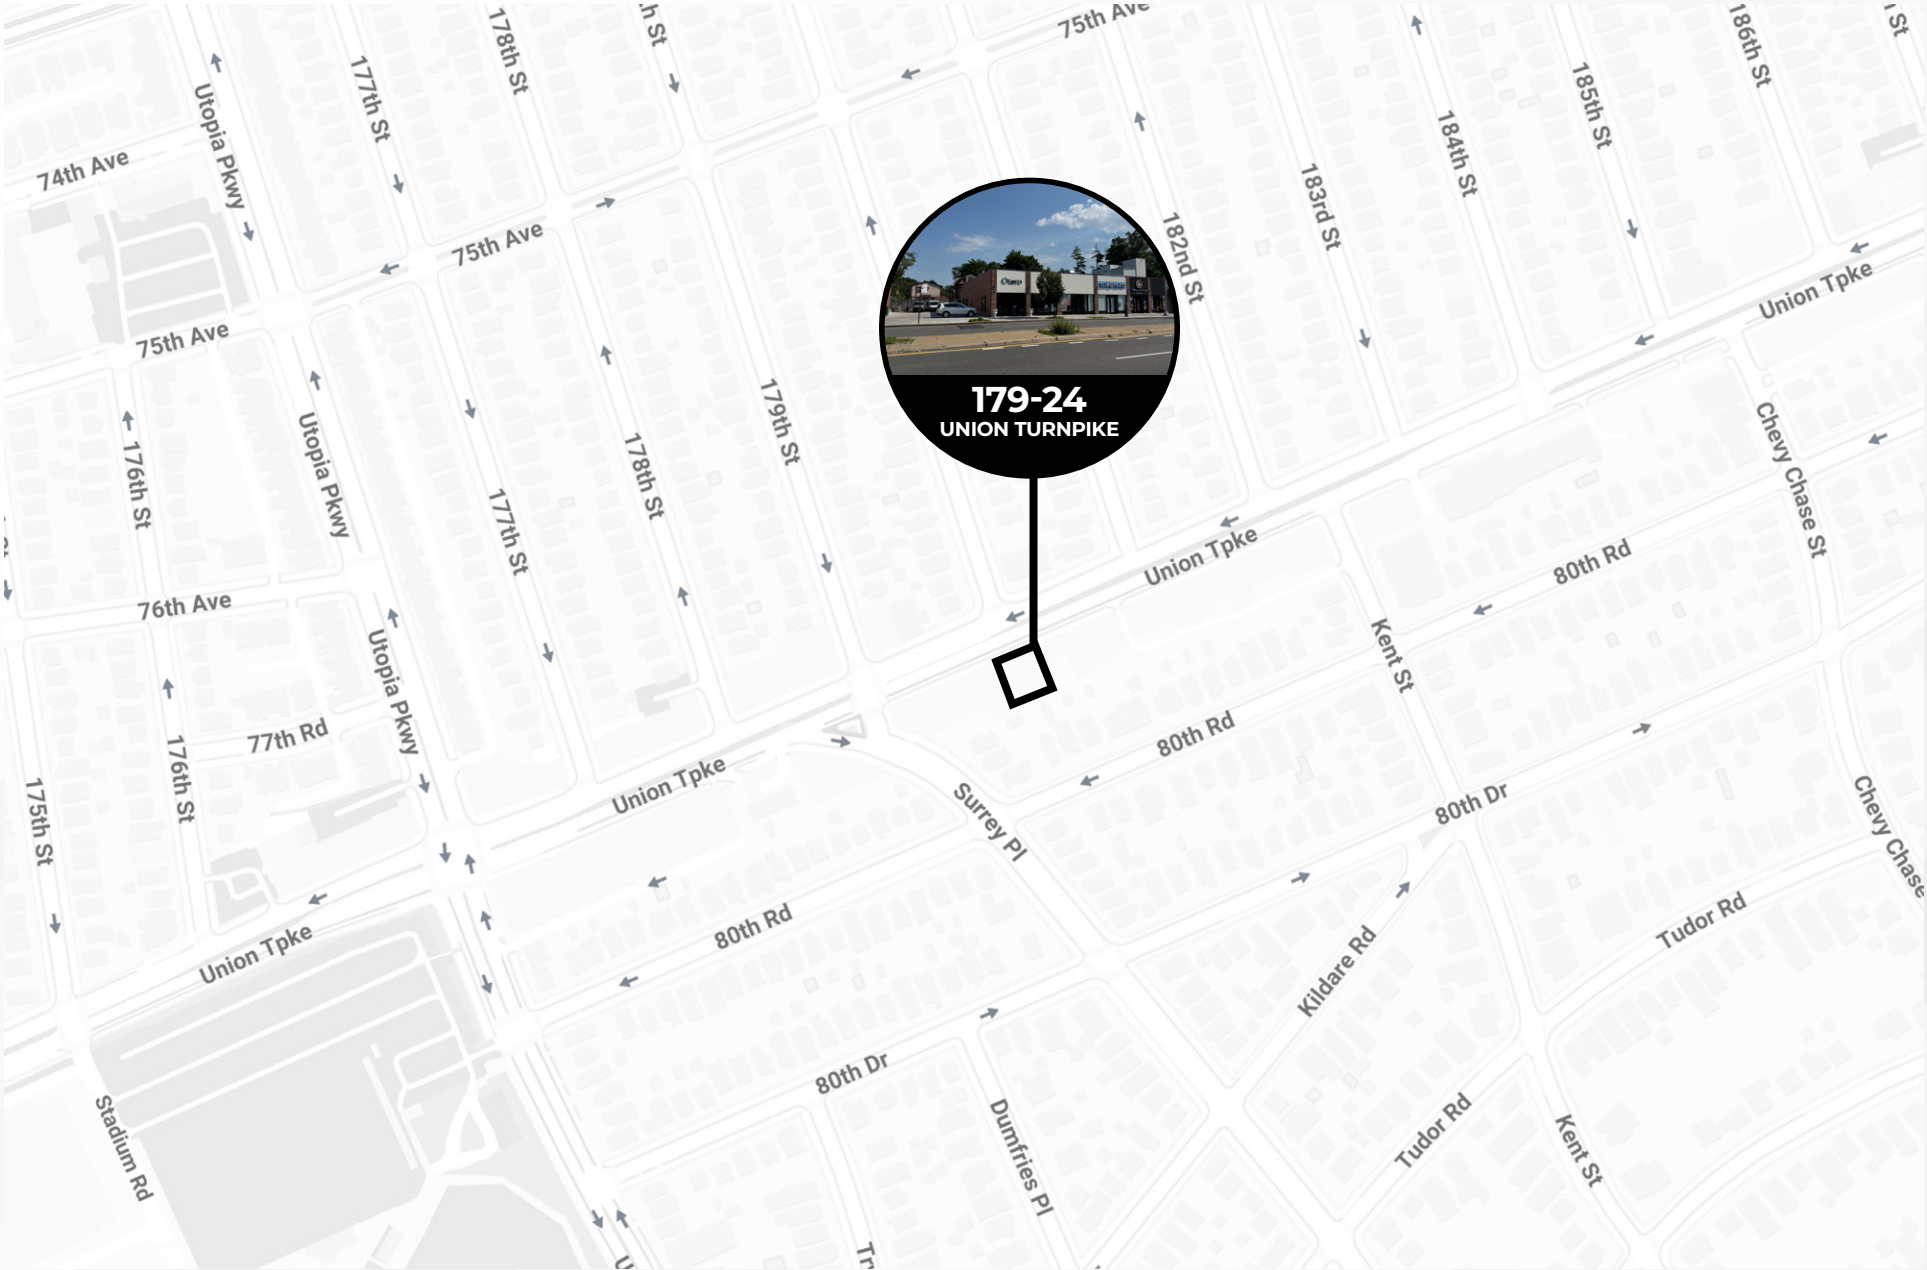 75th Ave
178th St
h St
186th St
St
177th St
Utopia Pkwy
185th St
184th St
74th Ave
183rd St
182nd St
75th Ave
Union Tpke
75th Ave
179-24
UNION TURNPIKE
179th St
Utopia Pkwy
178th St
176th St
177th St
Chevy Chase St
Union Tpke
80th Rd
76th Ave
Kent St
Utopia Pkwy
77th Rd
80th Rd
176th St
Union Tpke
175th St
Surrey Pl
80th Dr
Chevy Chase
80th Rd
Tudor Rd
Union Tpke
Kildare Rd
80th Dr
Stadium Rd
Dumfries Pl
Tudor Rd
Kent St
Tr
U